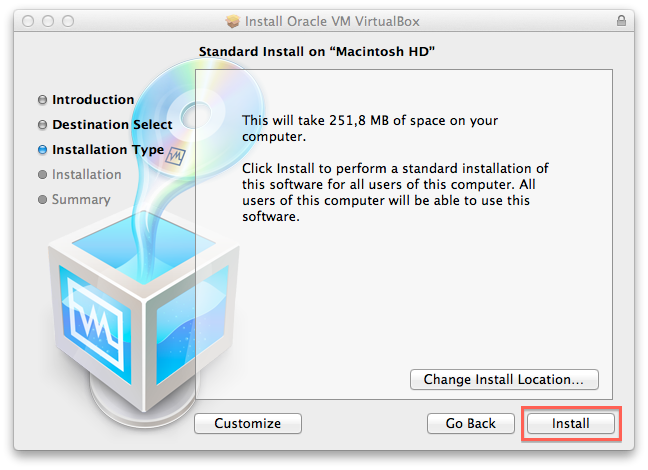 Install Oracle VM VirtualBox
Standard Install on “Macintosh HD”
Introduction
Destination Select
Installation Type
Installation
Summary
This will take 251,8 MB of space on your
computer.
Click Install to perform a standard installation of
this software for all users of this computer. All
users of this computer will be able to use this
software.
Change Install Location...
Customize
Go Back
Install